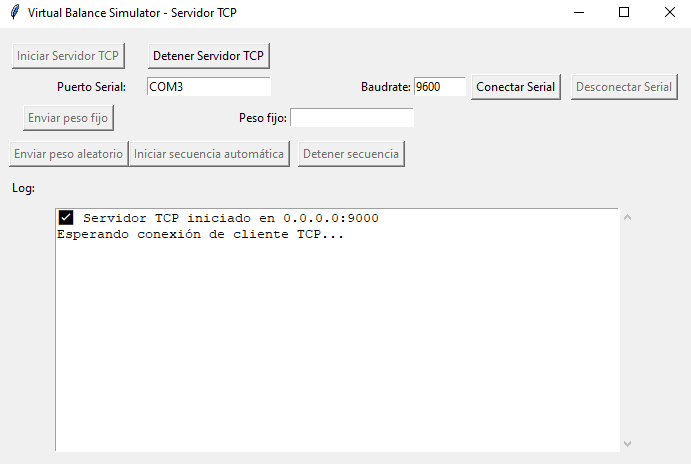 Virtual Balance Simulator - Servidor TCP
Iniciar Servidor TCP Detener Servidor TCP
Puerto Serial: COM3 Baudrate: 9600 Conectar Serial Desconectar Serial
Enviar peso fijo Peso fijo:
Enviar peso aleatorio Iniciar secuencia automática Detener secuencia
Log:
Servidor TCP iniciado en 0.0.0.0:9000
Esperando conexión de cliente TCP...